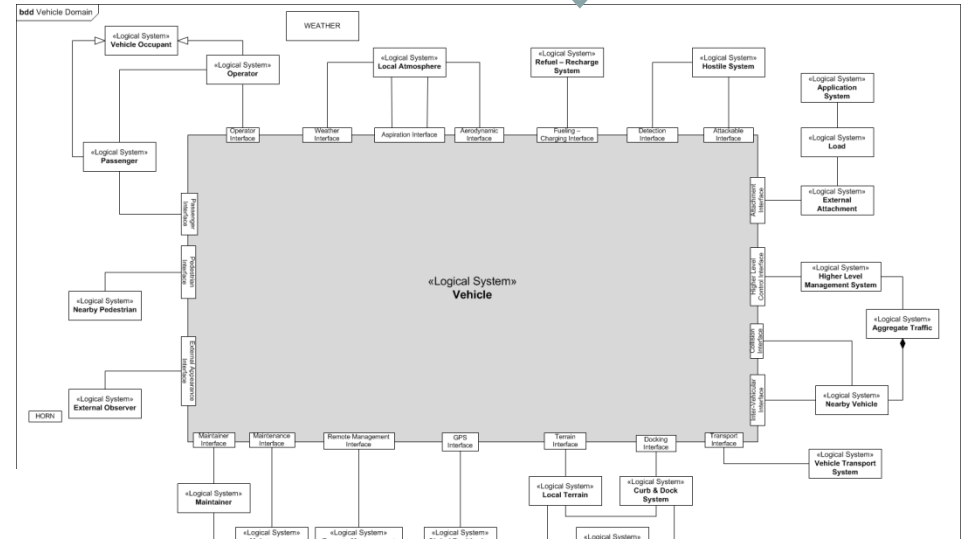 bdd Vehicle Domain
WEATHER
«Logical System»
Vehicle Occupant
«Logical System»
Operator
«Logical System»
Local Atmosphere
«Logical System»
Refuel – Recharge
System
«Logical System»
Hostile System
«Logical System»
Application
System
«Logical System»
Load
«Logical System»
External
Attachment
«Logical System»
Passenger
Operator
Interface
Weather
Interface
Aspiration Interface
Aerodynamic
Interface
Fueling –
Charging Interface
Detection
Interface
Attackable
Interface
Passenger
Interface
Attachment
Interface
Pedestrian
Interface
Higher Level
Control Interface
«Logical System»
Higher Level
Management System
«Logical System»
Vehicle
«Logical System»
Nearby Pedestrian
«Logical System»
Aggregate Traffic
External Appearance
Interface
Collision
Interface
Inter-Vehicular
Interface
«Logical System»
Nearby Vehicle
«Logical System»
External Observer
HORN
Maintainer
Interface
Maintenance
Interface
Remote Management
Interface
GPS
Interface
Terrain
Interface
Docking
Interface
Transport
Interface
«Logical System»
Vehicle Transport
System
«Logical System»
Maintainer
«Logical System»
Local Terrain
«Logical System»
Curb & Dock
System
«Logical System»
«Logical System»
«Logical System»
«Logical System»